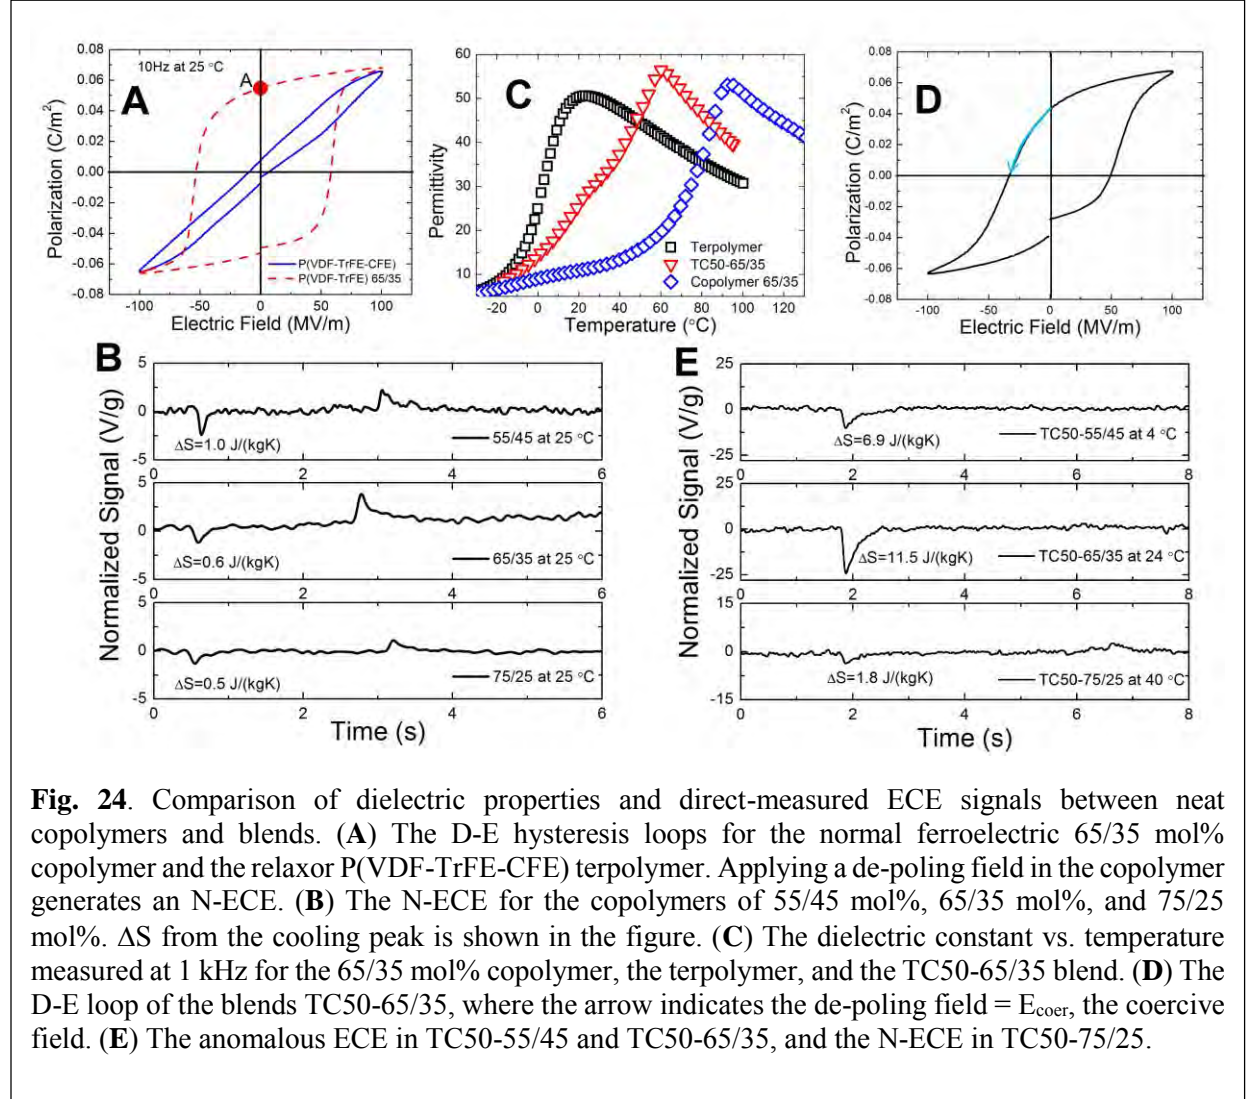 A
10Hz at 25 °C
A
Polarization (C/m²)
0.08
0.06
0.04
0.02
0.00
-0.02
-0.04
-0.06
-0.08
P(VDF-TrFE-CFE)
P(VDF-TrFE) 65/35
-100 -50 0 50 100
Electric Field (MV/m)
C
Permittivity
60
50
40
30
20
10
Terpolymer
TC50-65/35
Copolymer 65/35
-20 0 20 40 60 80 100 120
Temperature (°C)
D
Polarization (C/m²)
0.08
0.06
0.04
0.02
0.00
-0.02
-0.04
-0.06
-0.08
-100 -50 0 50 100
Electric Field (MV/m)
B
Normalized Signal (V/g)
5
0
-5
ΔS=1.0 J/(kgK)
55/45 at 25 °C
0 2 4 6
5
0
-5
ΔS=0.6 J/(kgK)
65/35 at 25 °C
0 2 4 6
5
0
-5
ΔS=0.5 J/(kgK)
75/25 at 25 °C
0 2 4 6
Time (s)
E
Normalized Signal (V/g)
25
0
-25
ΔS=6.9 J/(kgK)
TC50-55/45 at 4 °C
0 2 4 6 8
25
0
-25
ΔS=11.5 J/(kgK)
TC50-65/35 at 24 °C
0 2 4 6 8
15
0
-15
ΔS=1.8 J/(kgK)
TC50-75/25 at 40 °C
0 2 4 6 8
Time (s)
Fig. 24. Comparison of dielectric properties and direct-measured ECE signals between neat
copolymers and blends. (A) The D-E hysteresis loops for the normal ferroelectric 65/35 mol%
copolymer and the relaxor P(VDF-TrFE-CFE) terpolymer. Applying a de-poling field in the copolymer
generates an N-ECE. (B) The N-ECE for the copolymers of 55/45 mol%, 65/35 mol%, and 75/25
mol%. ΔS from the cooling peak is shown in the figure. (C) The dielectric constant vs. temperature
measured at 1 kHz for the 65/35 mol% copolymer, the terpolymer, and the TC50-65/35 blend. (D) The
D-E loop of the blends TC50-65/35, where the arrow indicates the de-poling field = Ecoer, the coercive
field. (E) The anomalous ECE in TC50-55/45 and TC50-65/35, and the N-ECE in TC50-75/25.